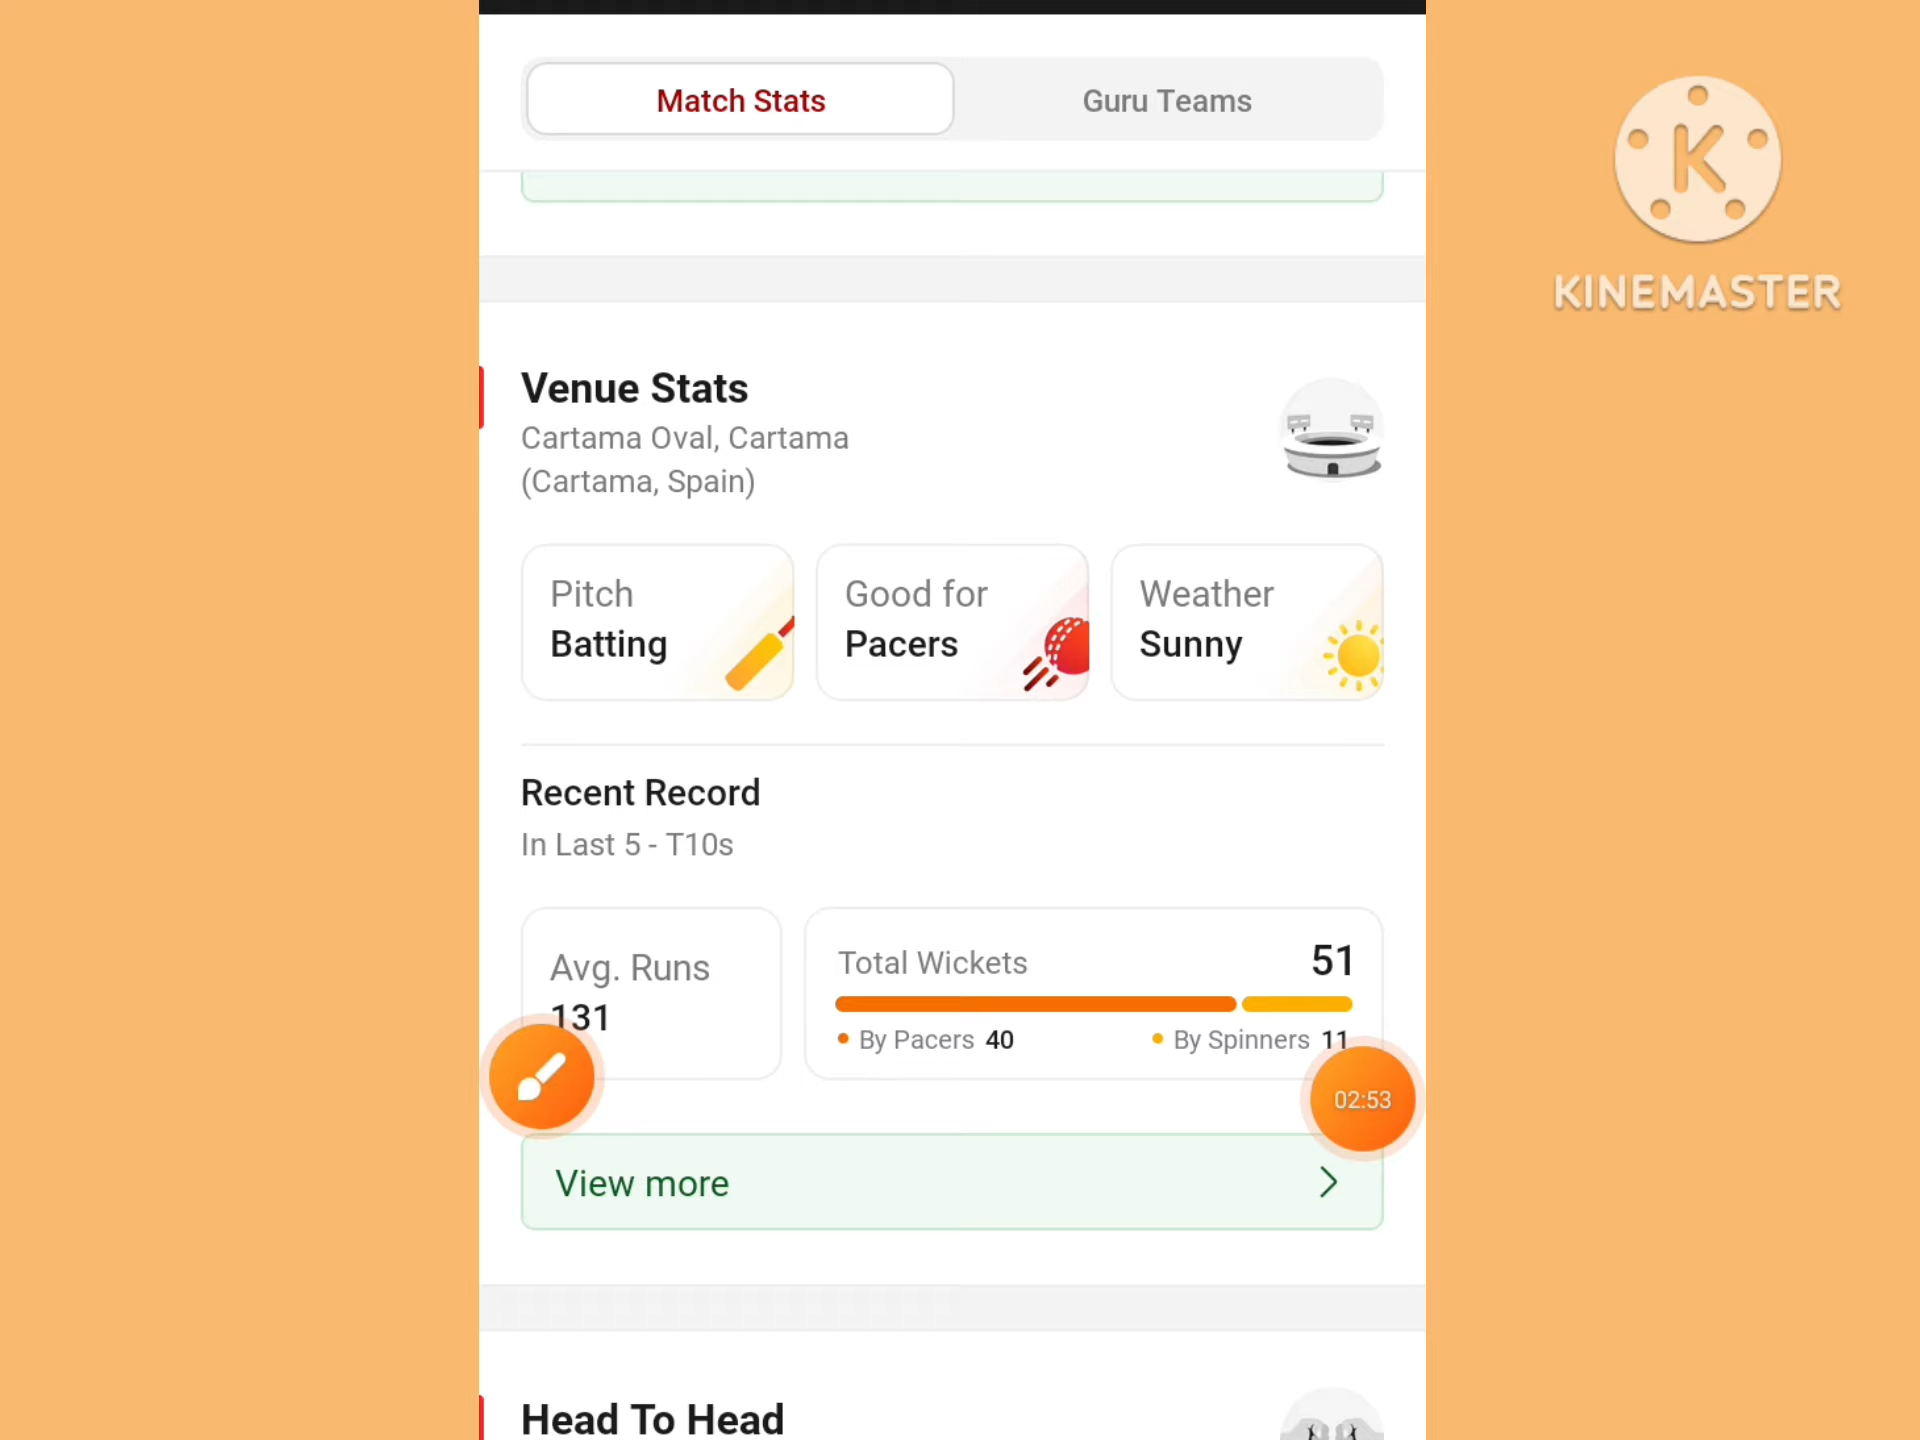 Match Stats
Guru Teams
KINEMASTER
Venue Stats
Cartama Oval, Cartama
(Cartama, Spain)
Pitch
Batting
Good for
Pacers
Weather
Sunny
Recent Record
In Last 5 - T10s
Avg. Runs
131
Total Wickets
51
By Pacers 40
By Spinners 11
02:53
View more
Head To Head